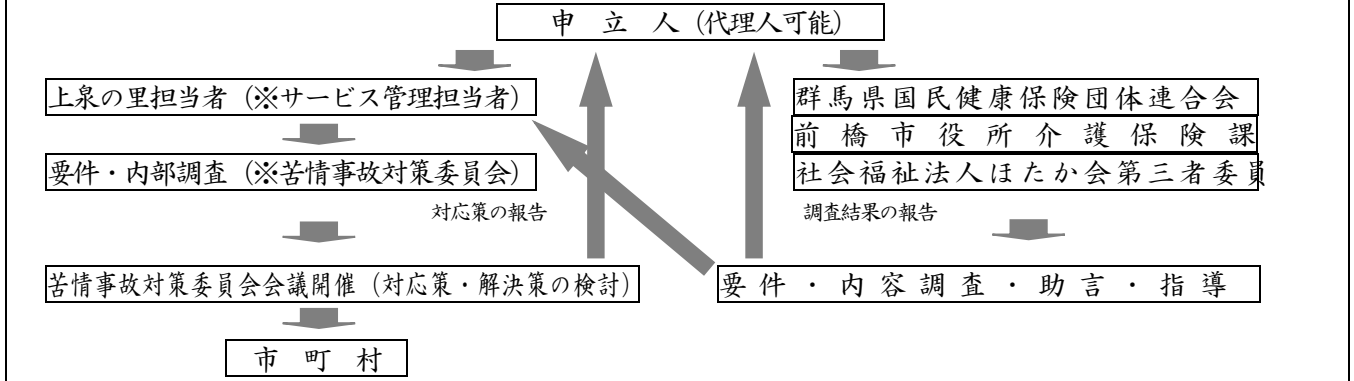 申立人(代理人可能)
上泉の里担当者(※サービス管理担当者)
要件・内部調査(※苦情事故対策委員会)
対応策の報告
苦情事故対策委員会会議開催(対応策・解決策の検討)
市町村
群馬県国民健康保険団体連合会
前橋市役所介護保険課
社会福祉法人ほたか会第三者委員
調査結果の報告
要件・内容調査・助言・指導